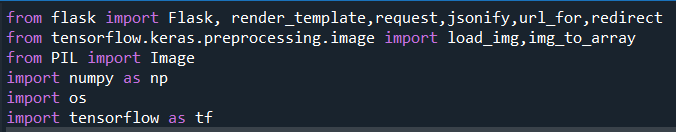 from flask import Flask, render_template,request,jsonify,url_for,redirect
from tensorflow.keras.preprocessing.image import load_img,img_to_array
from PIL import Image
import numpy as np
import os
import tensorflow as tf